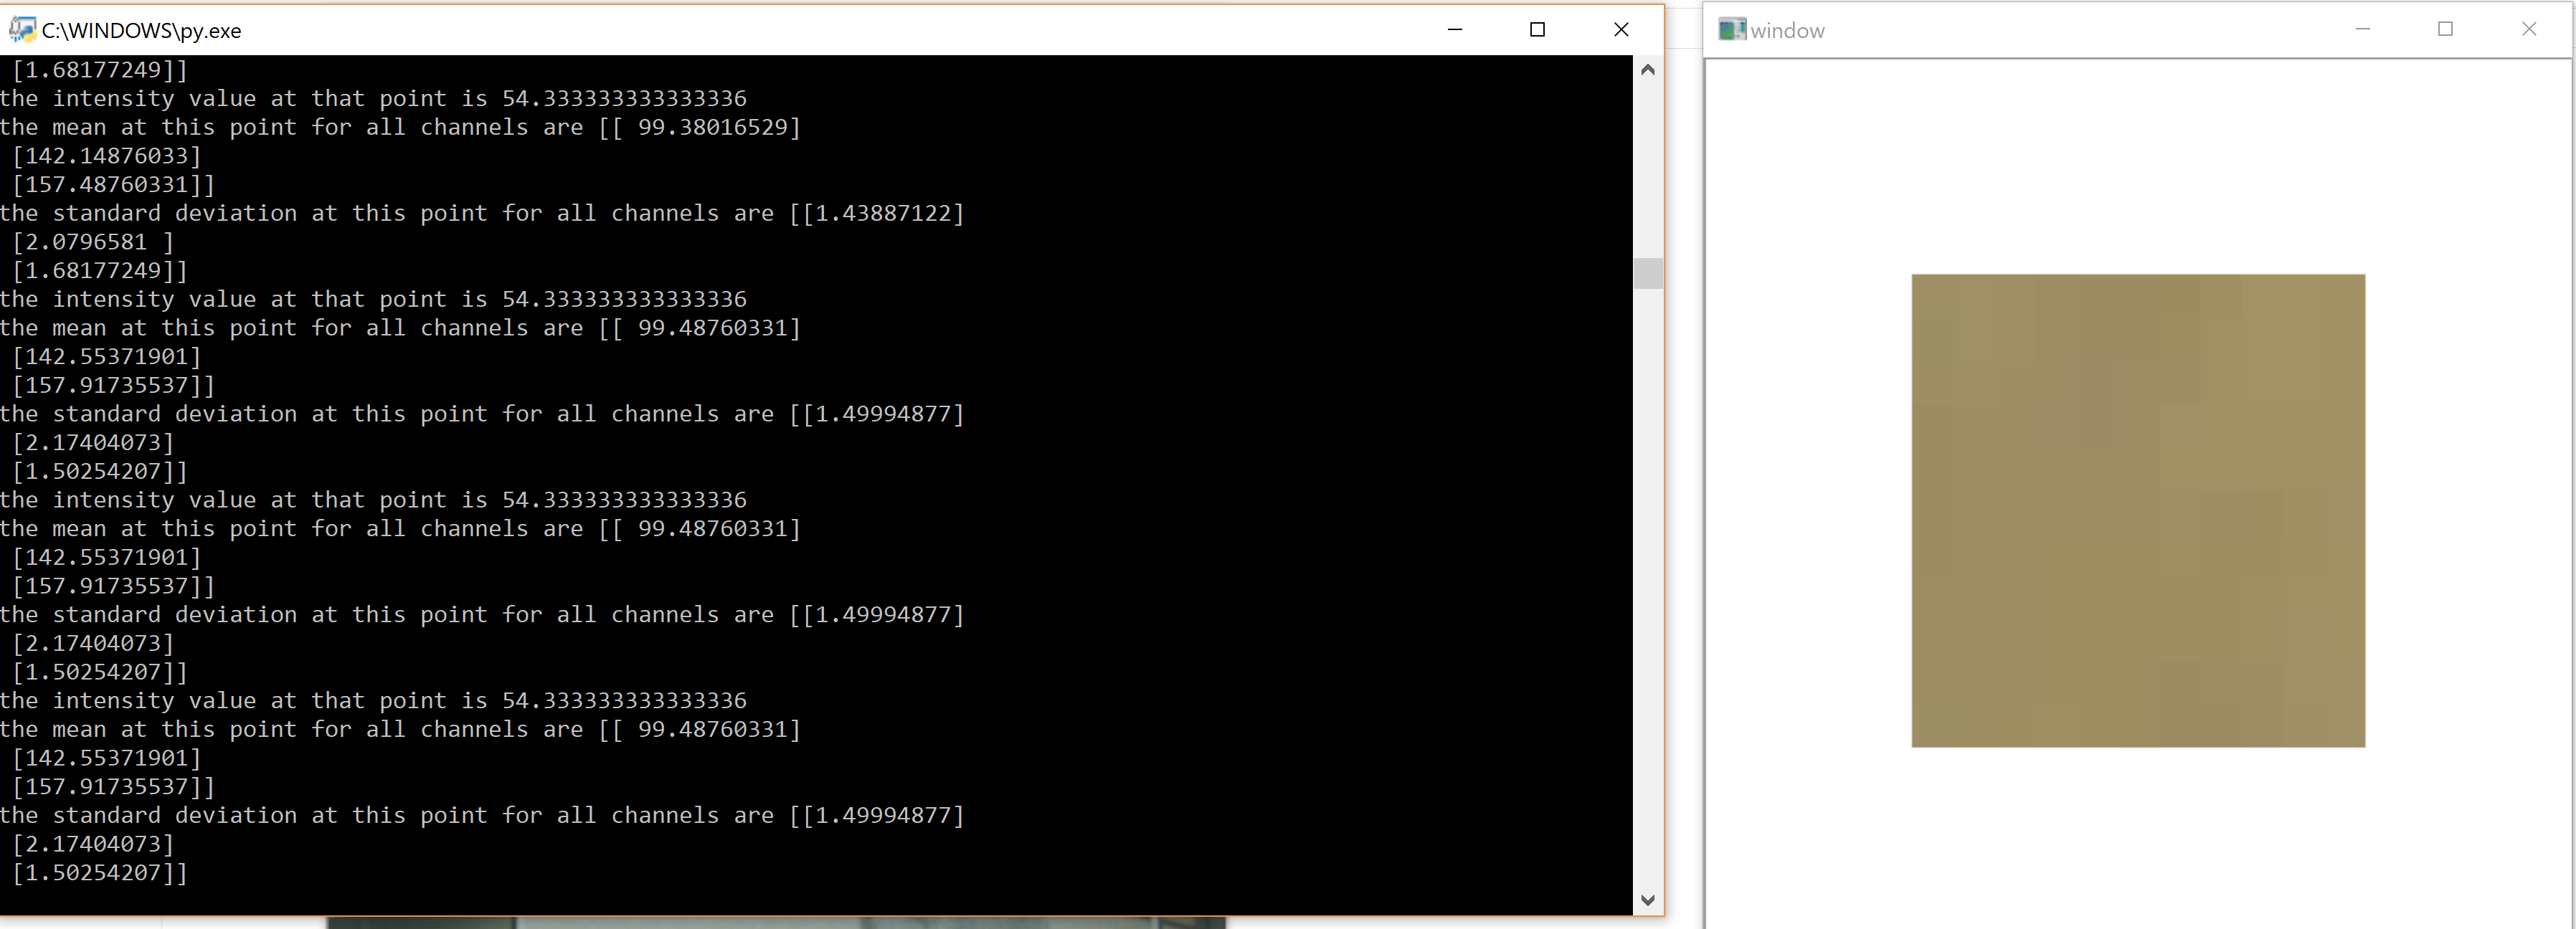 C:\WINDOWS\py.exe
 [1.68177249]]
the intensity value at that point is 54.333333333333336
the mean at this point for all channels are [[ 99.38016529]
 [142.14876033]
 [157.48760331]]
the standard deviation at this point for all channels are [[1.43887122]
 [2.0796581 ]
 [1.68177249]]
the intensity value at that point is 54.333333333333336
the mean at this point for all channels are [[ 99.48760331]
 [142.55371901]
 [157.91735537]]
the standard deviation at this point for all channels are [[1.49994877]
 [2.17404073]
 [1.50254207]]
the intensity value at that point is 54.333333333333336
the mean at this point for all channels are [[ 99.48760331]
 [142.55371901]
 [157.91735537]]
the standard deviation at this point for all channels are [[1.49994877]
 [2.17404073]
 [1.50254207]]
the intensity value at that point is 54.333333333333336
the mean at this point for all channels are [[ 99.48760331]
 [142.55371901]
 [157.91735537]]
the standard deviation at this point for all channels are [[1.49994877]
 [2.17404073]
 [1.50254207]]
window